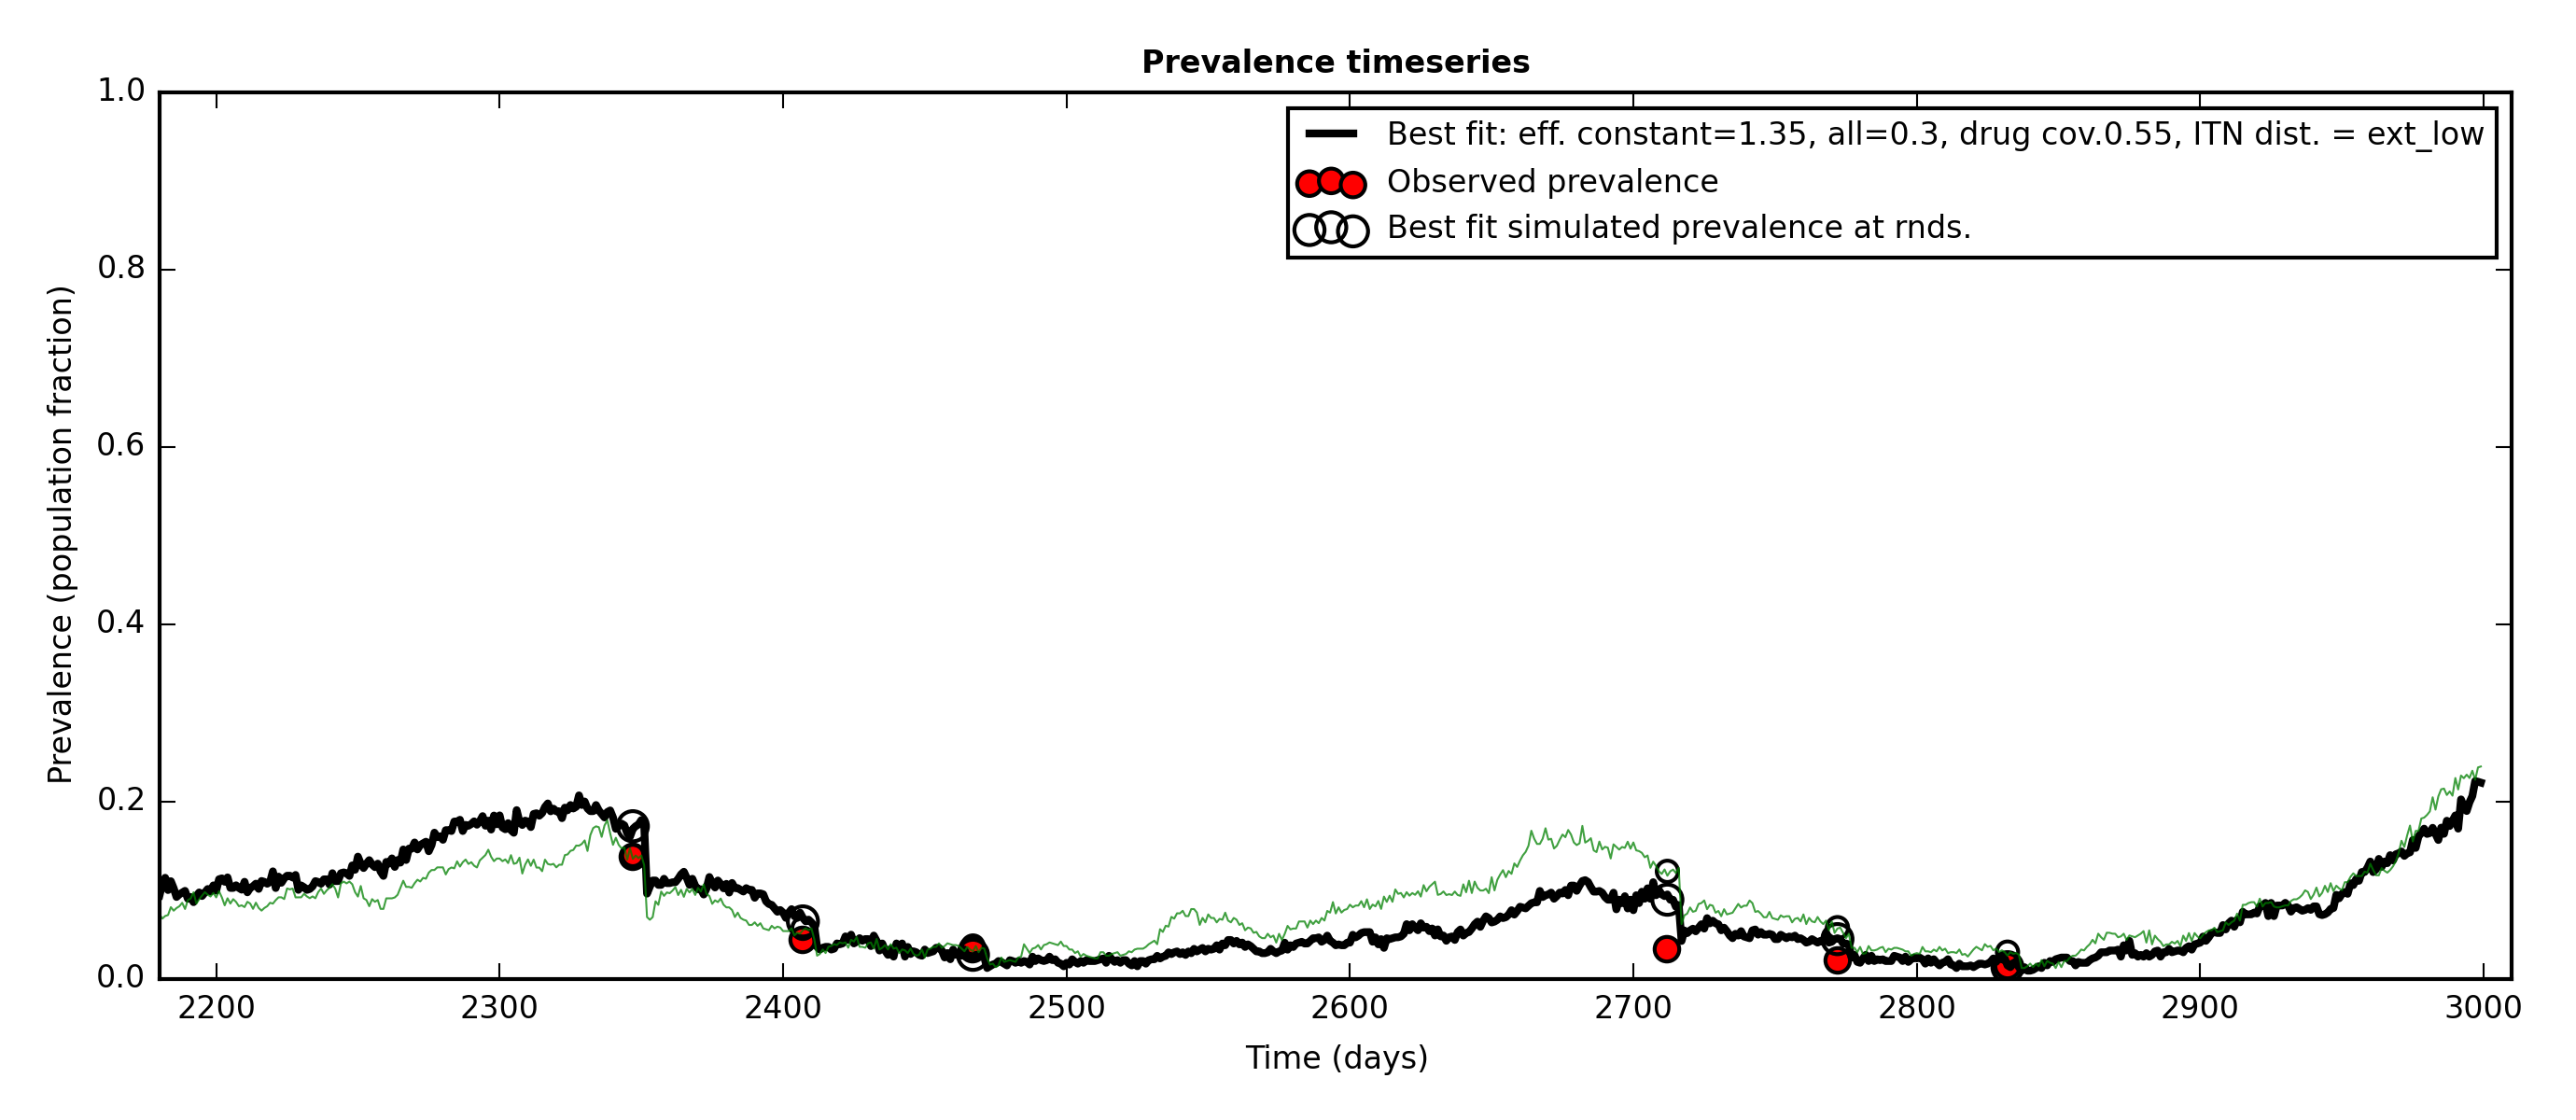 Prevalence timeseries
1.0
0.8
0.6
0.4
0.2
0.0
Prevalence (population fraction)
Best fit: eff. constant=1.35, all=0.3, drug cov.0.55, ITN dist. = ext_low
Observed prevalence
Best fit simulated prevalence at rnds.
2200 2300 2400 2500 2600 2700 2800 2900 3000
Time (days)